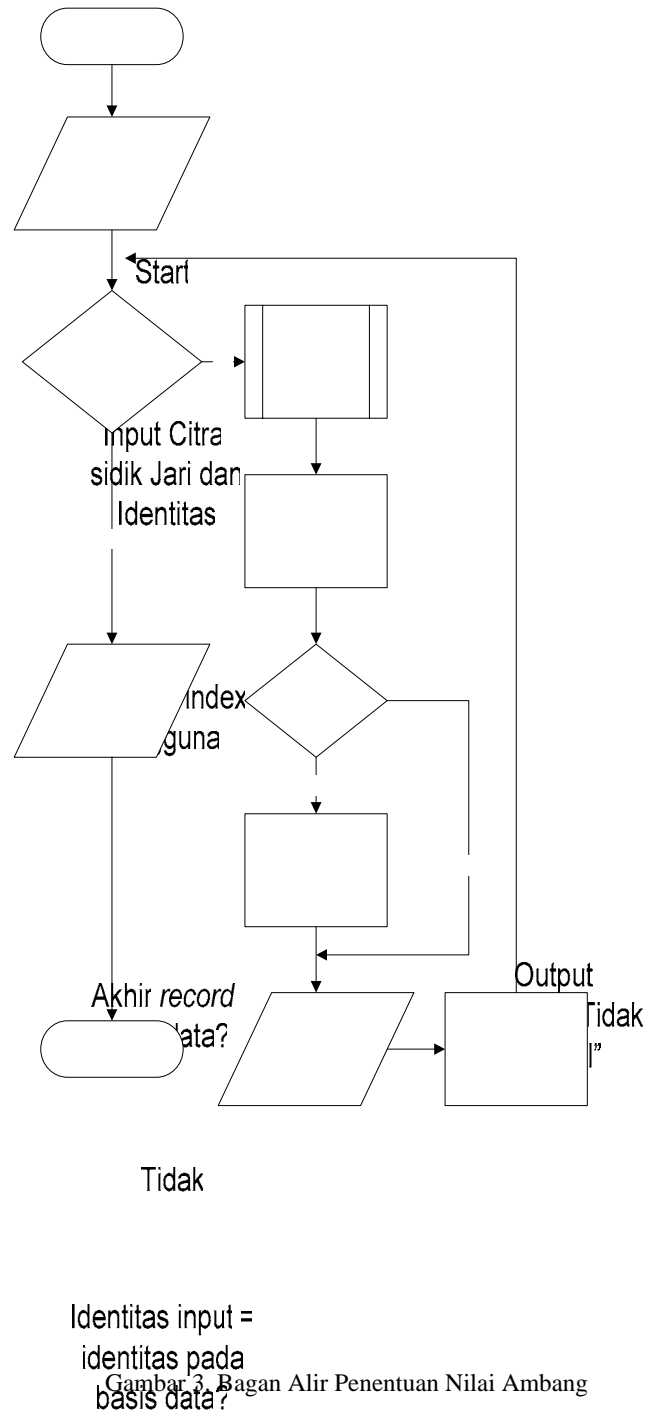 Start
Input Citra
sidik Jari dan
Identitas
index
guna
Output
Tidak
l”
Akhir record
data?
Tidak
Identitas input =
identitas pada
basis data?
Gambar 3. Bagan Alir Penentuan Nilai Ambang